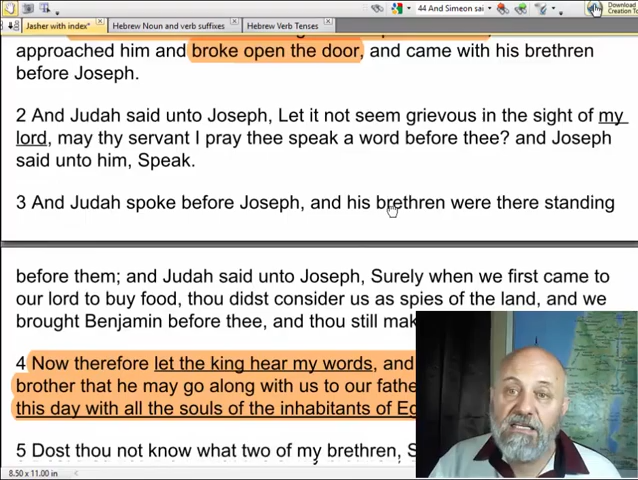 44 And Simeon sai
Download
Creation To
Jasher with index*
Hebrew Noun and verb suffixes
Hebrew Verb Tenses
approached him and broke open the door, and came with his brethren
before Joseph.
2 And Judah said unto Joseph, Let it not seem grievous in the sight of my
lord, may thy servant I pray thee speak a word before thee? and Joseph
said unto him, Speak.
3 And Judah spoke before Joseph, and his brethren were there standing
before them; and Judah said unto Joseph, Surely when we first came to
our lord to buy food, thou didst consider us as spies of the land, and we
brought Benjamin before thee, and thou still mak
4 Now therefore let the king hear my words, and
brother that he may go along with us to our fathe
this day with all the souls of the inhabitants of Eg
5 Dost thou not know what two of my brethren, S
8.50 x 11.00 in